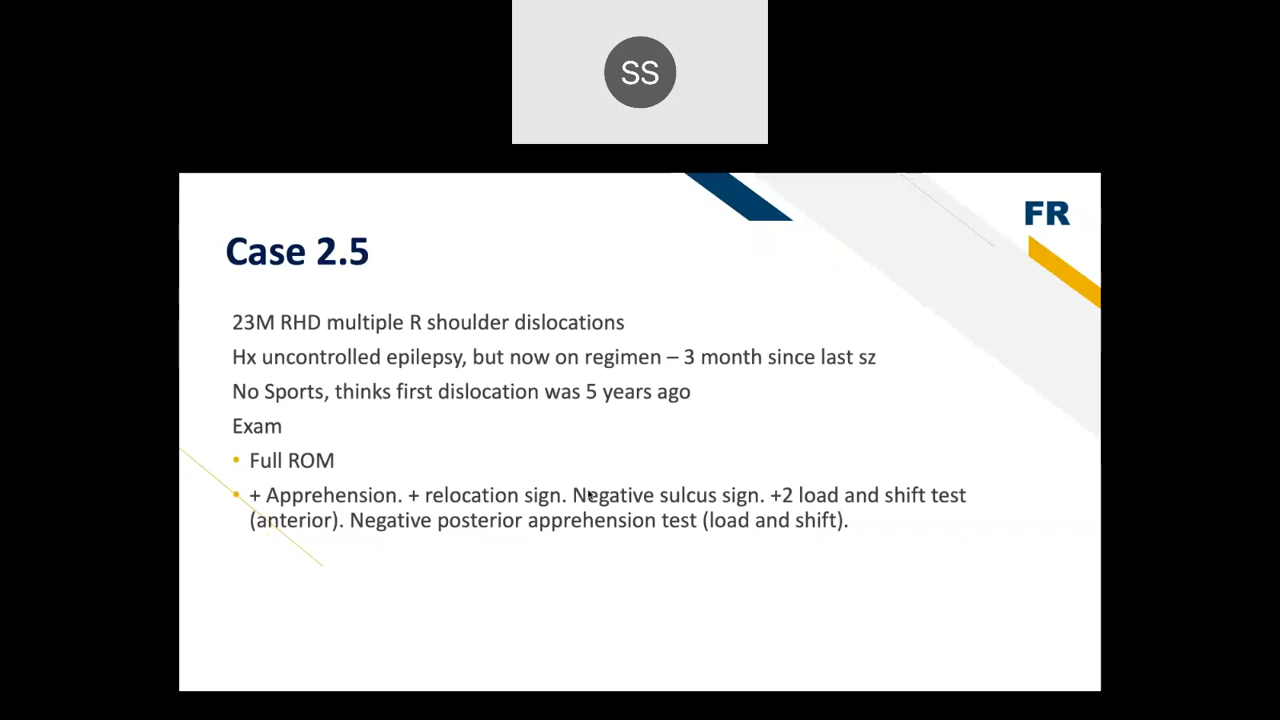 SS
FR
Case 2.5
23M RHD multiple R shoulder dislocations
Hx uncontrolled epilepsy, but now on regimen – 3 month since last sz
No Sports, thinks first dislocation was 5 years ago
Exam
• Full ROM
• + Apprehension. + relocation sign. Negative sulcus sign. +2 load and shift test
(anterior). Negative posterior apprehension test (load and shift).